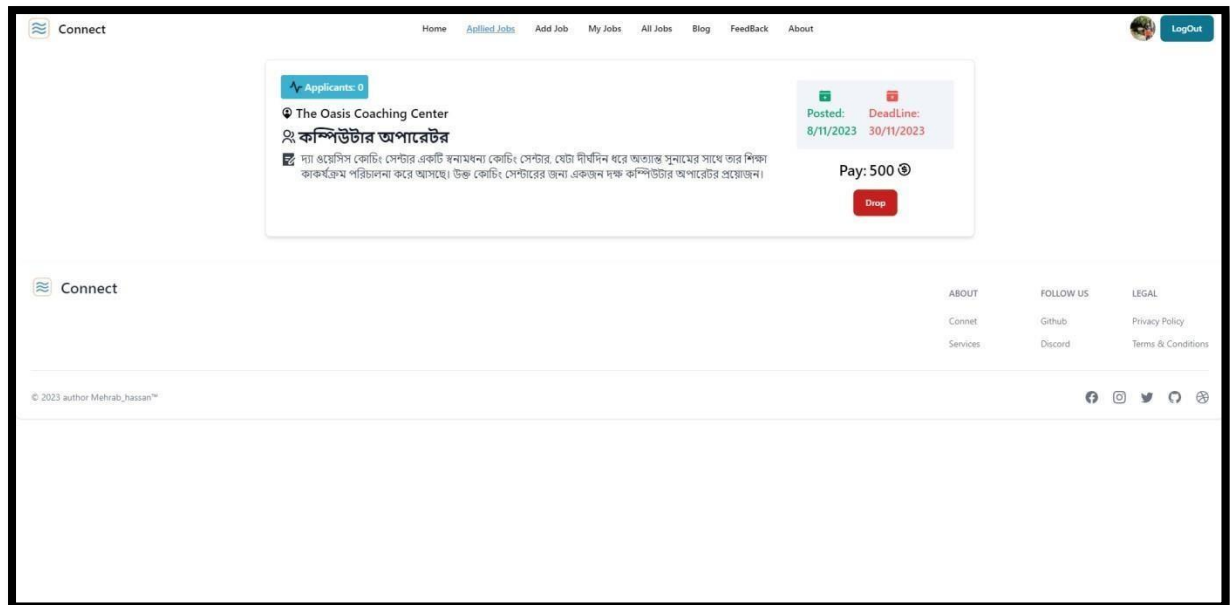 Connect
Home Apllied Jobs Add Job My Jobs All Jobs Blog FeedBack About
LogOut
Applicants: 0
The Oasis Coaching Center
কম্পিউটার অপারেটর
দ্যা ওয়েসিস কোচিং সেন্টার একটি স্বনামধন্য কোচিং সেন্টার, যেটা দীর্ঘদিন ধরে অত্যান্ত সুনামের সাথে তার শিক্ষা
কাকর্যক্রম পরিচালনা করে আসছে। উক্ত কোচিং সেন্টারের জন্য একজন দক্ষ কম্পিউটার অপারেটর প্রয়োজন।
Posted: DeadLine:
8/11/2023 30/11/2023
Pay: 500
Drop
Connect
ABOUT FOLLOW US LEGAL
Connet Github Privacy Policy
Services Discord Terms & Conditions
© 2023 author Mehrab_hassan™